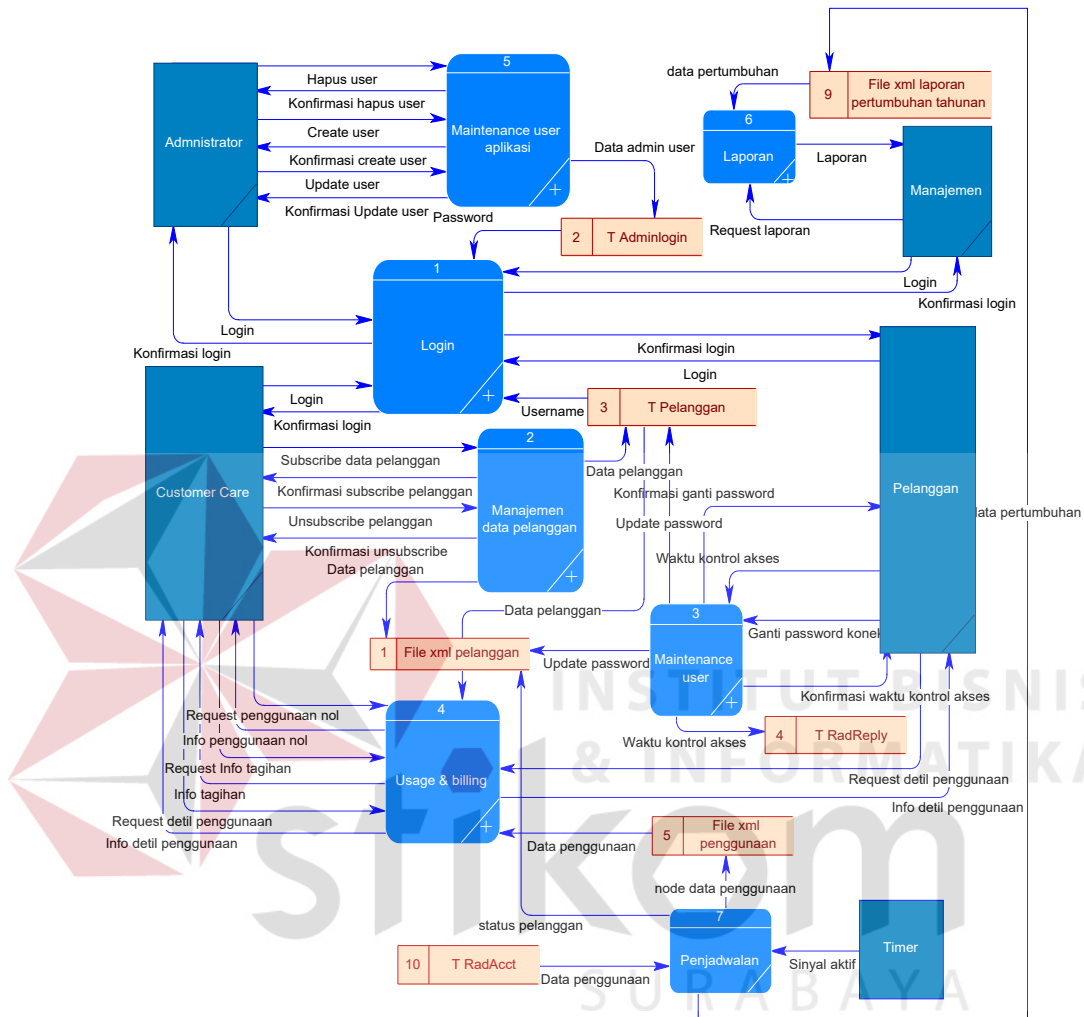 5
Hapus user
Konfirmasi hapus user
Create user
Konfirmasi create user
Update user
Konfirmasi Update user
Admnistrator
Maintenance user
aplikasi
Data admin user
Password
2
T Adminlogin
data pertumbuhan
9
File xml laporan
pertumbuhan tahunan
6
Laporan
Laporan
Request laporan
Manajemen
Login
Konfirmasi login
1
Login
Login
Konfirmasi login
Konfirmasi login
Login
Login
Konfirmasi login
Username
3
T Pelanggan
2
Manajemen
data pelanggan
Data pelanggan
Customer Care
Subscribe data pelanggan
Konfirmasi subscribe pelanggan
Unsubscribe pelanggan
Konfirmasi unsubscribe
Data pelanggan
Konfirmasi ganti password
Update password
Waktu kontrol akses
Pelanggan
data pertumbuhan
Data pelanggan
1
File xml pelanggan
Update password
3
Maintenance
user
Ganti password konek
Konfirmasi waktu kontrol akses
Waktu kontrol akses
4
T RadReply
INSTITUT BISNIS
& INFORMATIKA
stikom
SURABAYA
4
Usage & billing
Request penggunaan nol
Info penggunaan nol
Request Info tagihan
Info tagihan
Request detil penggunaan
Info detil penggunaan
Request detil penggunaan
Info detil penggunaan
Data penggunaan
5
File xml
penggunaan
node data penggunaan
status pelanggan
7
Penjadwalan
10
T RadAcct
Data penggunaan
Sinyal aktif
Timer